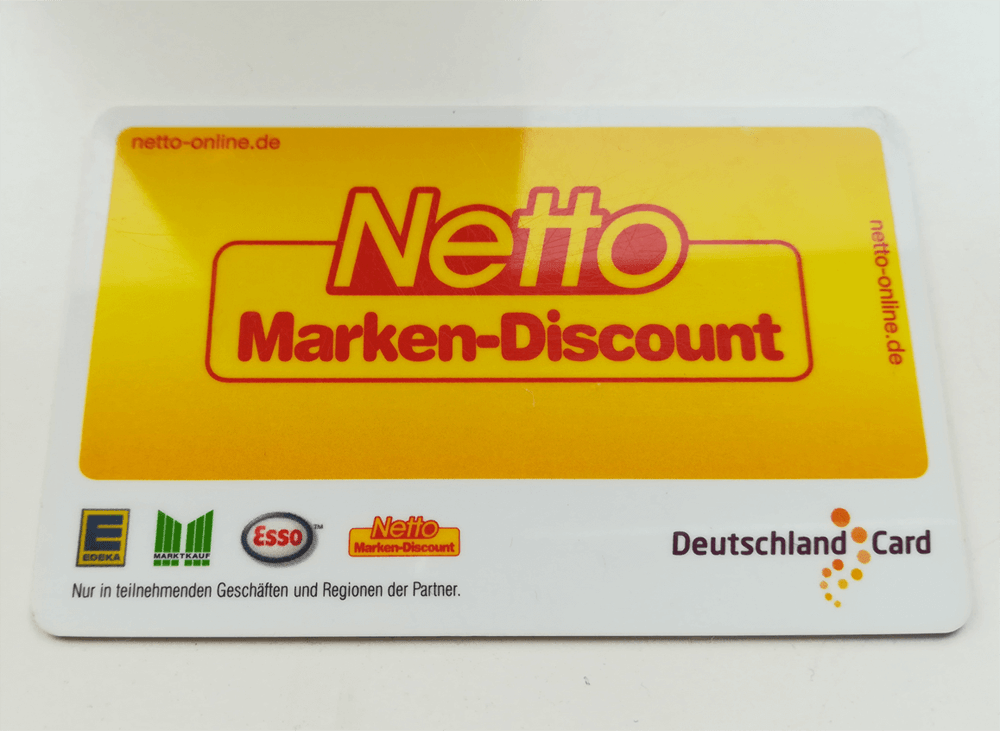 netto-online.de
Netto
Marken-Discount
netto-online.de
EDEKA
MARKTKAUF
Esso™
Netto
Marken-Discount
Deutschland Card
Nur in teilnehmenden Geschäften und Regionen der Partner.